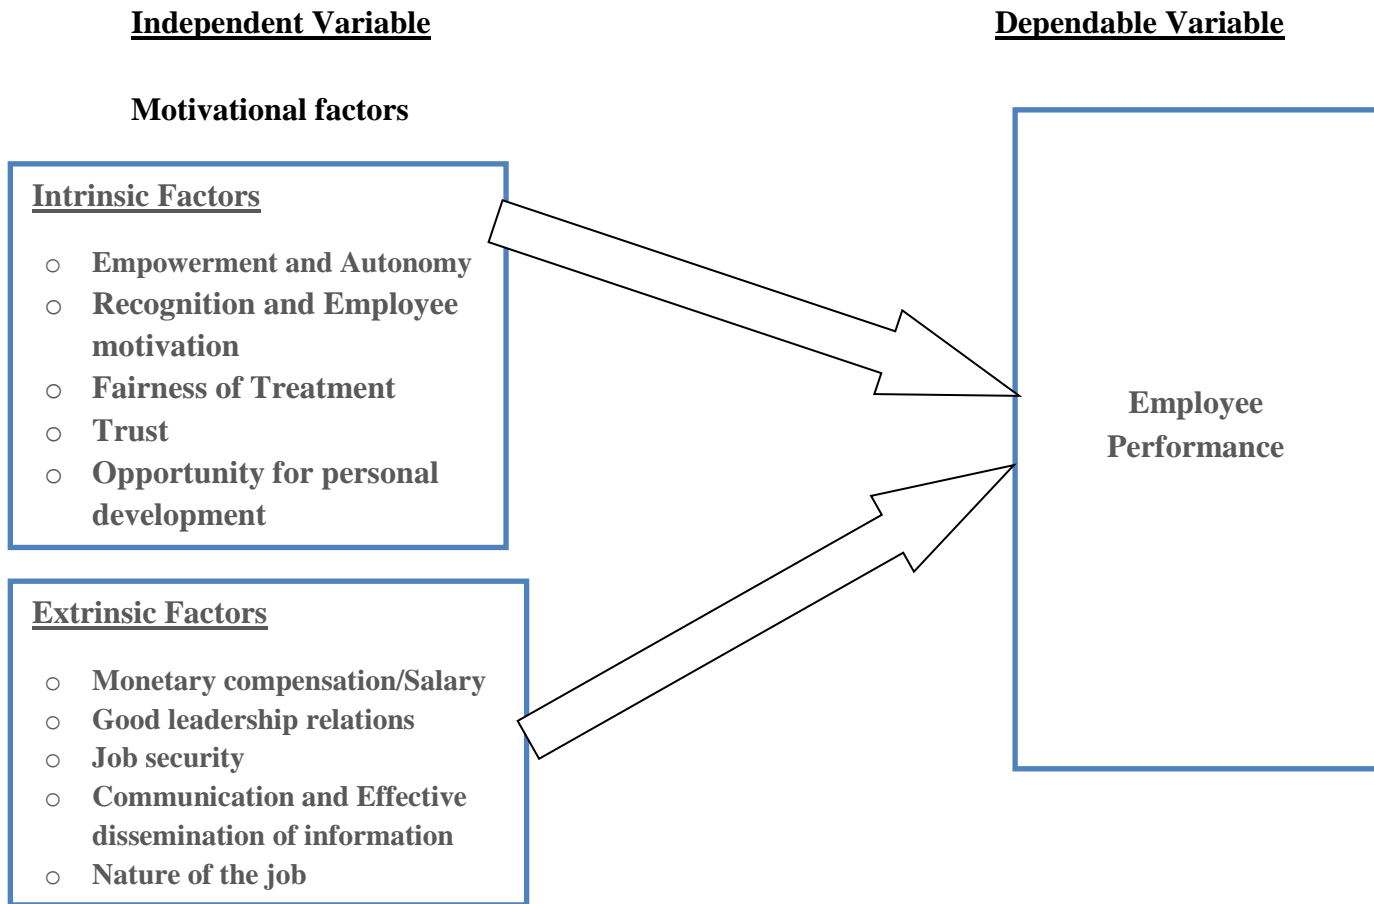 Independent Variable
Dependable Variable
Motivational factors
Intrinsic Factors
o Empowerment and Autonomy
o Recognition and Employee
motivation
o Fairness of Treatment
o Trust
o Opportunity for personal
development
Extrinsic Factors
o Monetary compensation/Salary
o Good leadership relations
o Job security
o Communication and Effective
dissemination of information
o Nature of the job
Employee
Performance